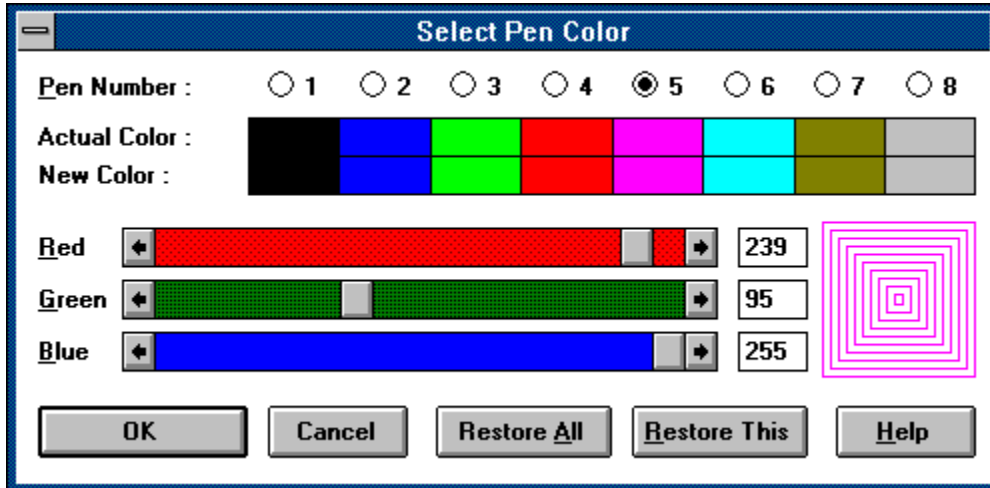 Select Pen Color
Pen Number : 1 2 3 4 5 6 7 8
Actual Color :
New Color :
Red 239
Green 95
Blue 255
OK Cancel Restore All Restore This Help